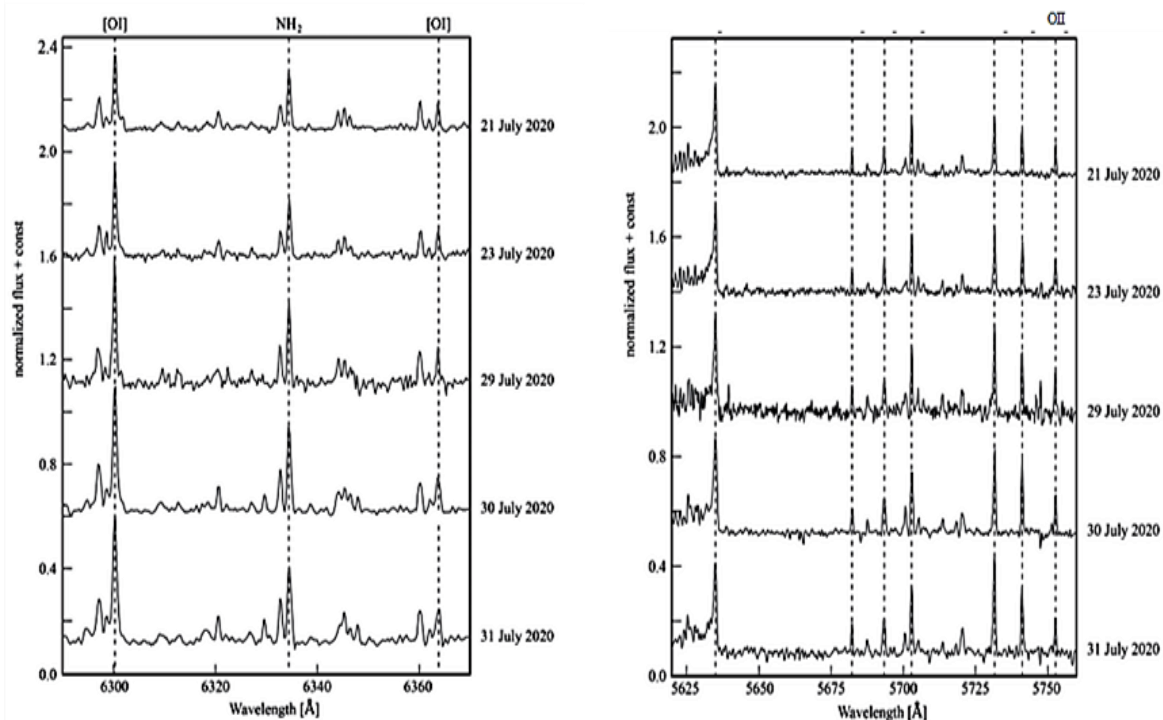 [OI] NH₂ [OI]
2.4
2.0
1.6
1.2
0.8
0.4
0.0
normalized flux + const
21 July 2020
23 July 2020
29 July 2020
30 July 2020
31 July 2020
6300 6320 6340 6360
Wavelength [Å]
OII
2.0
1.6
1.2
0.8
0.4
0.0
normalized flux + const
21 July 2020
23 July 2020
29 July 2020
30 July 2020
31 July 2020
5625 5650 5675 5700 5725 5750
Wavelength [Å]